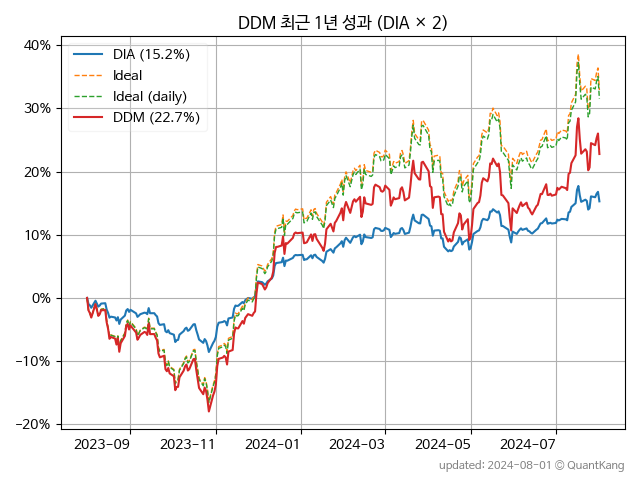 DDM 최근 1년 성과 (DIA × 2)
DIA (15.2%)
Ideal
Ideal (daily)
DDM (22.7%)
40%
30%
20%
10%
0%
−10%
−20%
2023-09
2023-11
2024-01
2024-03
2024-05
2024-07
updated: 2024-08-01 © QuantKang